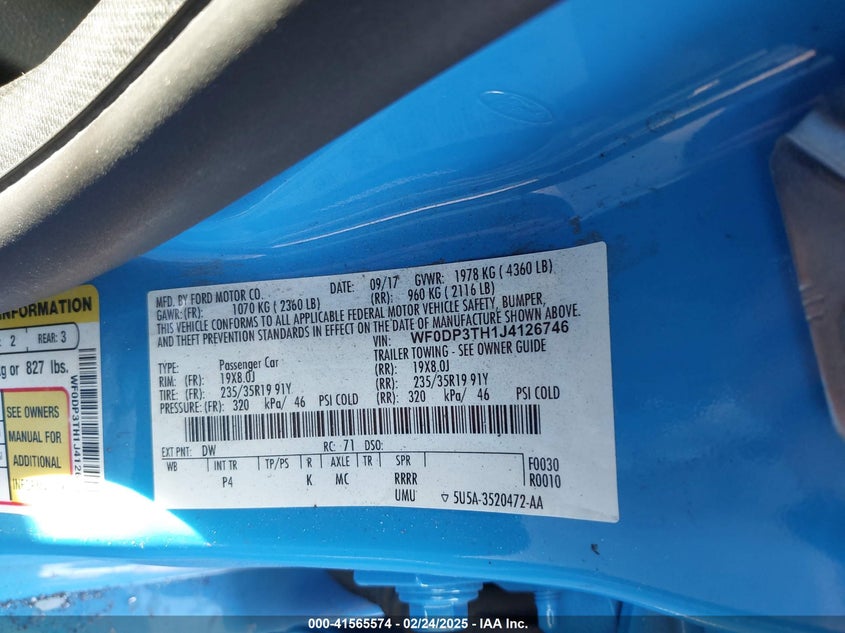 MFD. BY FORD MOTOR CO.
DATE: 09/17 GVWR: 1978 KG ( 4360 LB)
GAWR: (FR): 1070 KG ( 2360 LB) (RR): 960 KG ( 2116 LB)
THIS VEHICLE CONFORMS TO ALL APPLICABLE FEDERAL MOTOR VEHICLE SAFETY, BUMPER,
AND THEFT PREVENTION STANDARDS IN EFFECT ON THE DATE OF MANUFACTURE SHOWN ABOVE.
VIN: WF0DP3TH1J4126746
TYPE: Passenger Car TRAILER TOWING - SEE OWNER GUIDE
RIM: (FR) 19X8.0J (RR): 19X8.0J
TIRE: (FR) 235/35R19 91Y (RR): 235/35R19 91Y
PRESSURE: (FR) 320 kPa/ 46 PSI COLD (RR): 320 kPa/ 46 PSI COLD
EXT PNT: DW RC: 71 DSO:
WB INT TR TP/PS R AXLE TR SPR F0030
P4 K MC RRRR R0010
UMU 5U5A-3520472-AA
INFORMATION
2 REAR: 3
or 827 lbs.
SEE OWNERS
MANUAL FOR
ADDITIONAL
WF0DP3TH1J412
Ford
000-41565574 - 02/24/2025 - IAA Inc.